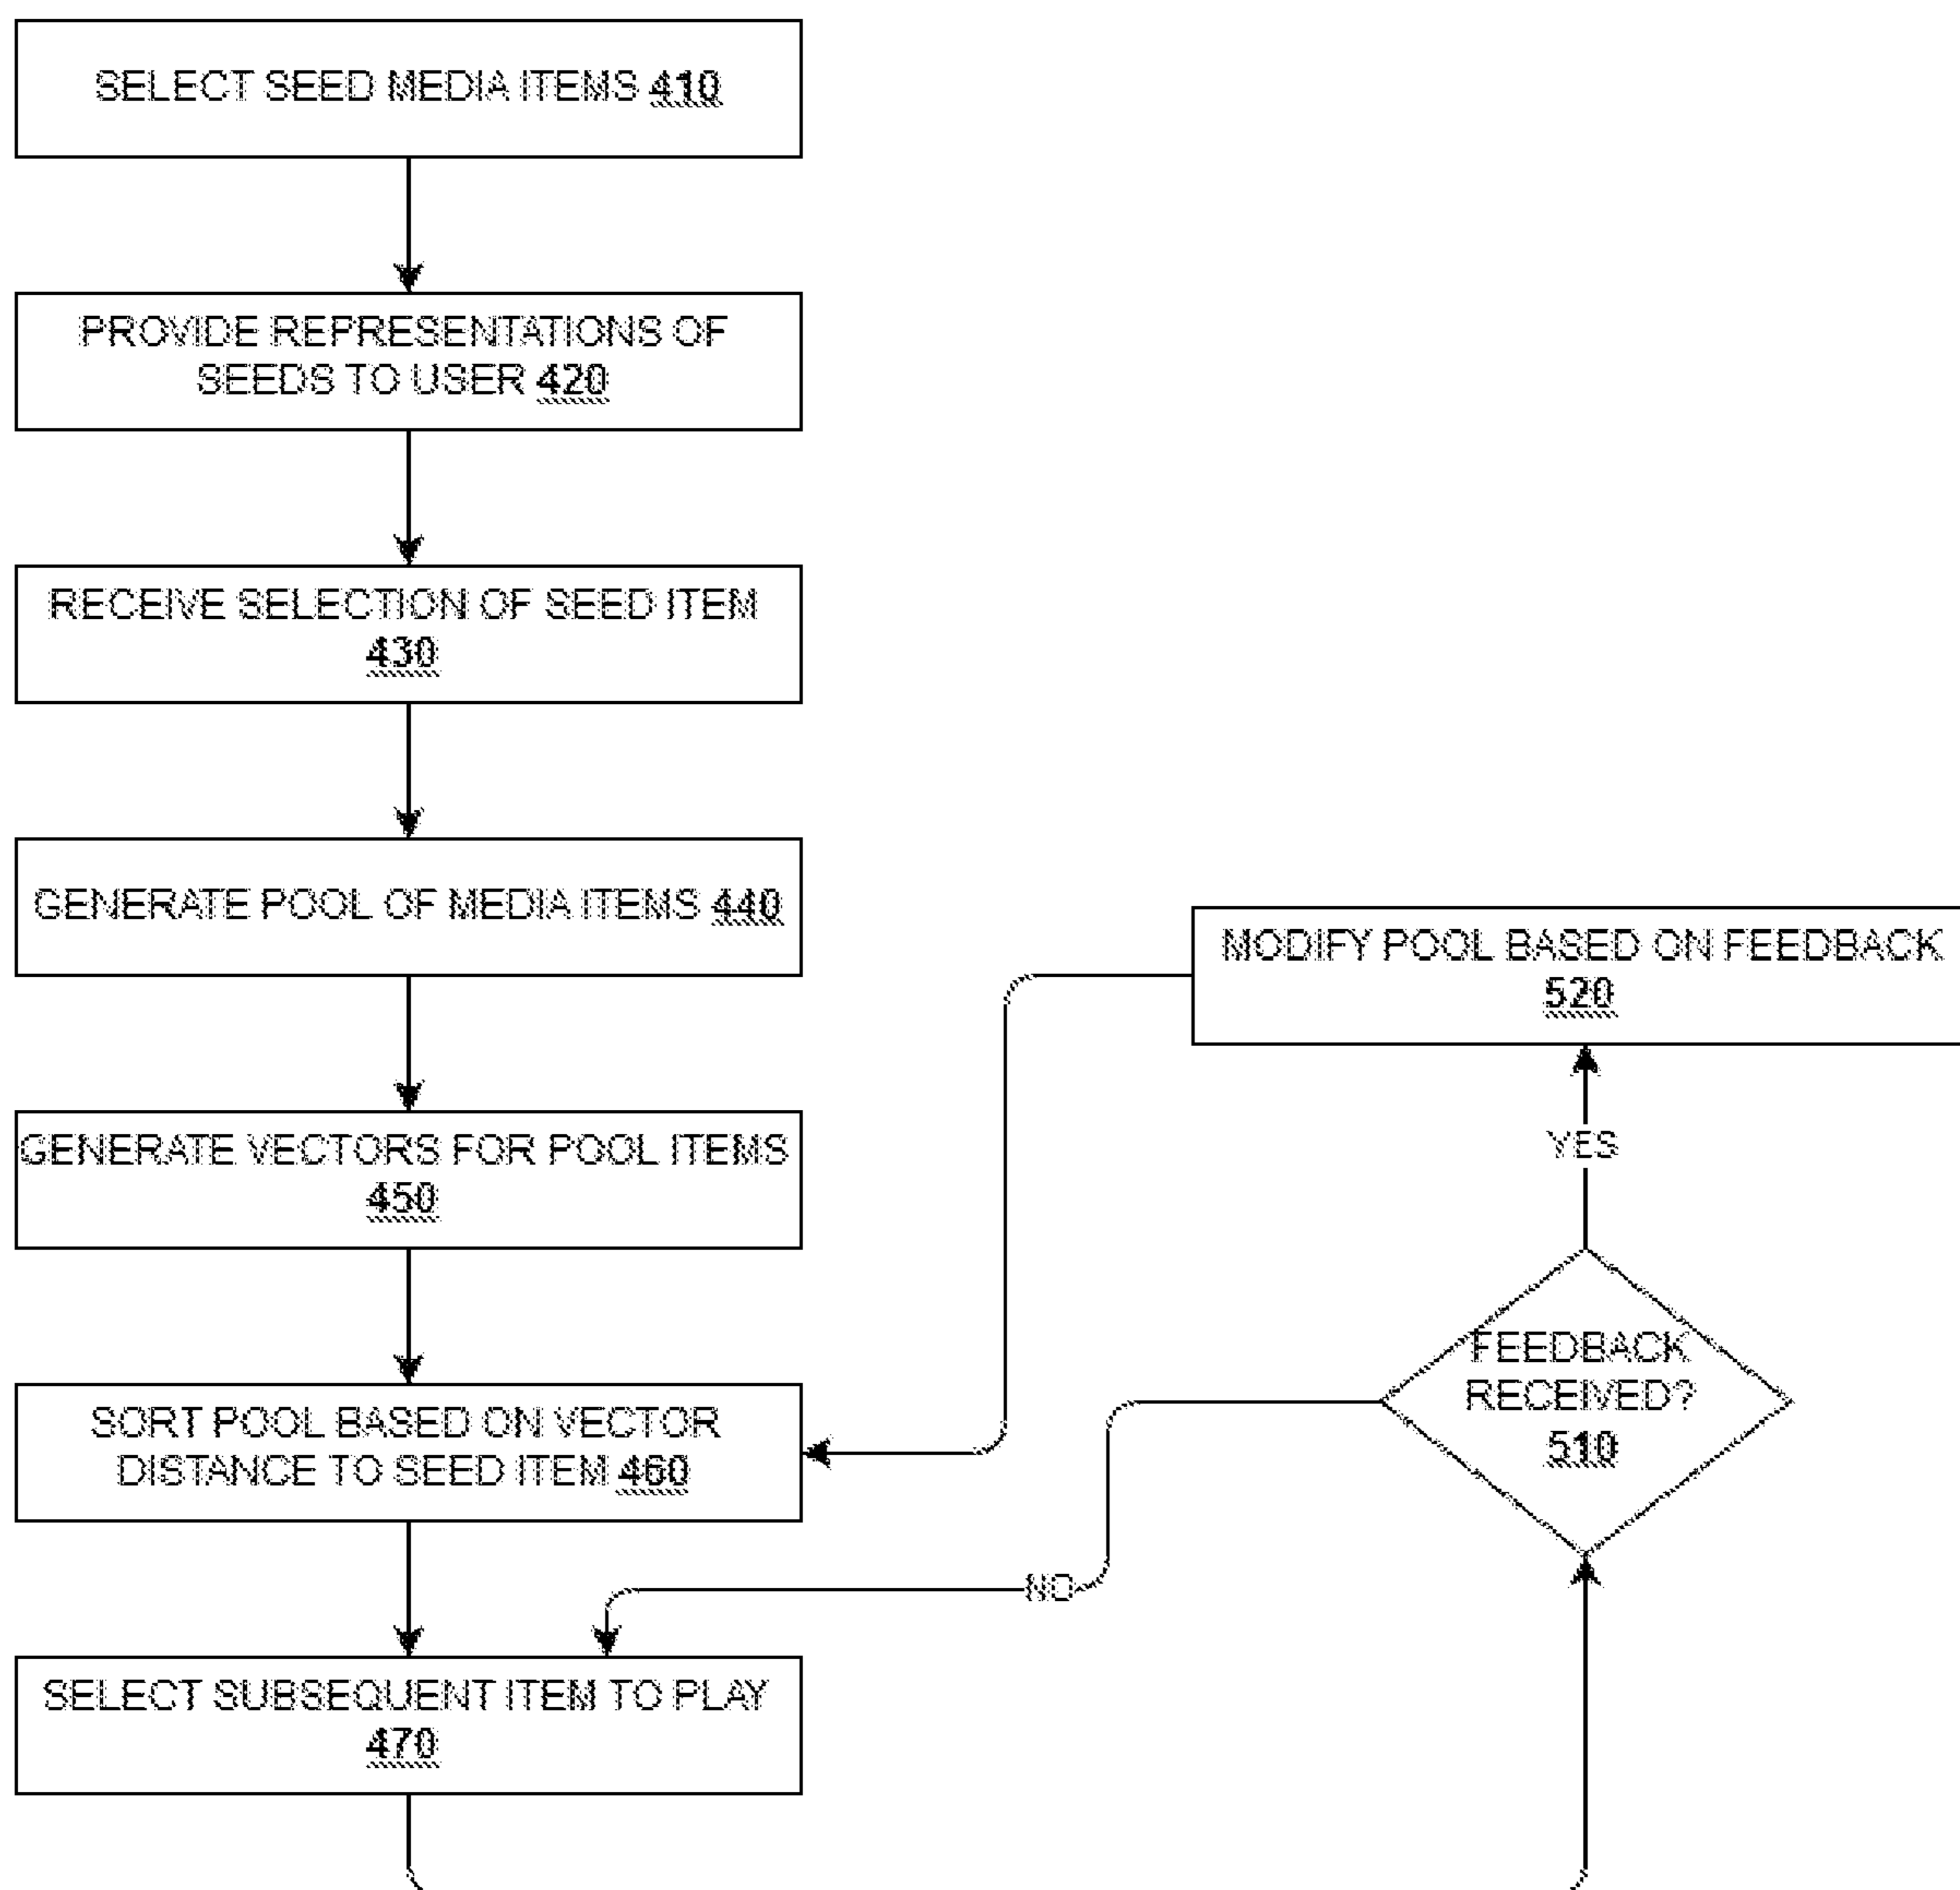 SELECT SEED MEDIA ITEMS 410
PROVIDE REPRESENTATIONS OF
SEEDS TO USER 420
RECEIVE SELECTION OF SEED ITEM
430
GENERATE POOL OF MEDIA ITEMS 440
GENERATE VECTORS FOR POOL ITEMS
450
SORT POOL BASED ON VECTOR
DISTANCE TO SEED ITEM 460
SELECT SUBSEQUENT ITEM TO PLAY
470
MODIFY POOL BASED ON FEEDBACK
520
YES
FEEDBACK
RECEIVED?
510
NO